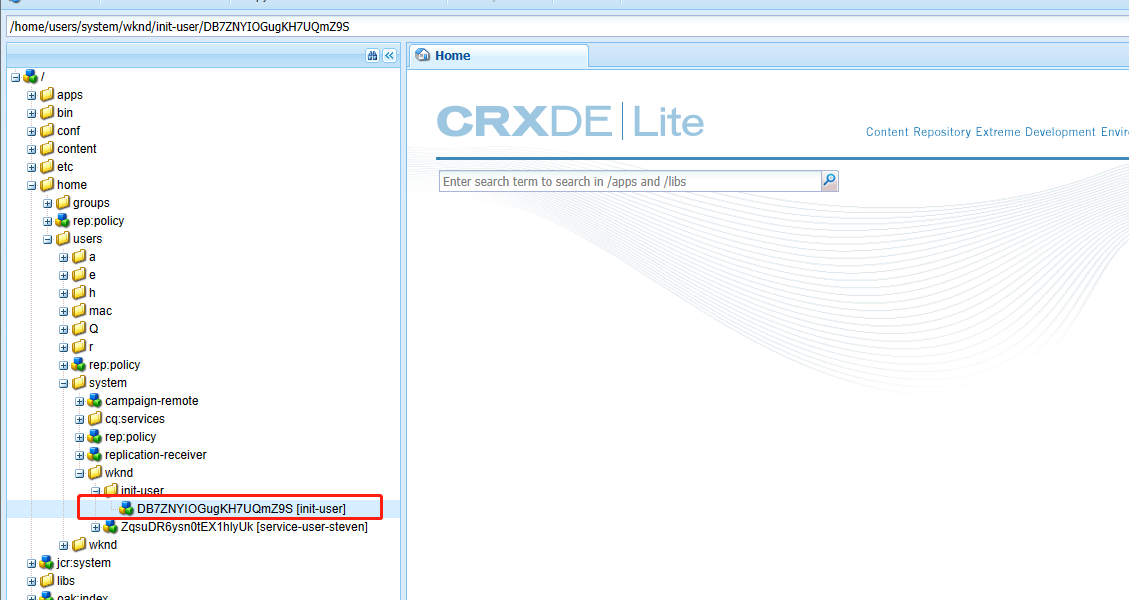 /home/users/system/wknd/init-user/DB7ZNYIOGugKH7UQmZ9S
Home
/
apps
bin
conf
content
etc
home
groups
rep:policy
users
a
e
h
mac
Q
r
rep:policy
system
campaign-remote
cq:services
rep:policy
replication-receiver
wknd
init-user
DB7ZNYIOGugKH7UQmZ9S [init-user]
ZqsuDR6ysn0tEX1hlyUk [service-user-steven]
wknd
jcr:system
libs
oak:index
CRXDE Lite
Content Repository Extreme Development Envir
Enter search term to search in /apps and /libs